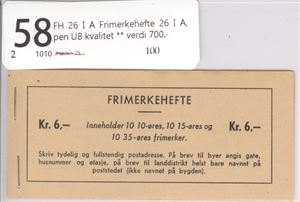 58
FH 26 I A Frimerkehefte 26 I A,
pen UB kvalitet ** verdi 700.-
2 1010 100
FRIMERKEHEFTE
Kr. 6,— Inneholder 10 10-øres, 10 15-øres og Kr. 6,—
10 35-øres frimerker.
Skriv tydelig og fullstendig postadresse. På brev til byer angis gate,
husnummer og etasje, på brev til landdistrikt helst bare navnet på
poststedet (ikke navnet på bygden).